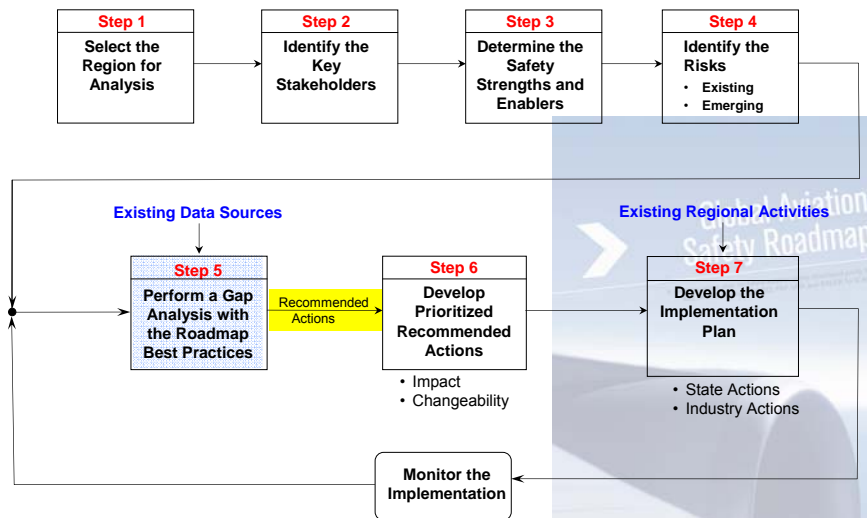 Step 1
Select the
Region for
Analysis
Step 2
Identify the
Key
Stakeholders
Step 3
Determine the
Safety
Strengths and
Enablers
Step 4
Identify the
Risks
• Existing
• Emerging
Global Aviation
Safety Roadmap
Existing Data Sources
Step 5
Perform a Gap
Analysis with
the Roadmap
Best Practices
Recommended
Actions
Step 6
Develop
Prioritized
Recommended
Actions
• Impact
• Changeability
Existing Regional Activities
Step 7
Develop the
Implementation
Plan
• State Actions
• Industry Actions
Monitor the
Implementation